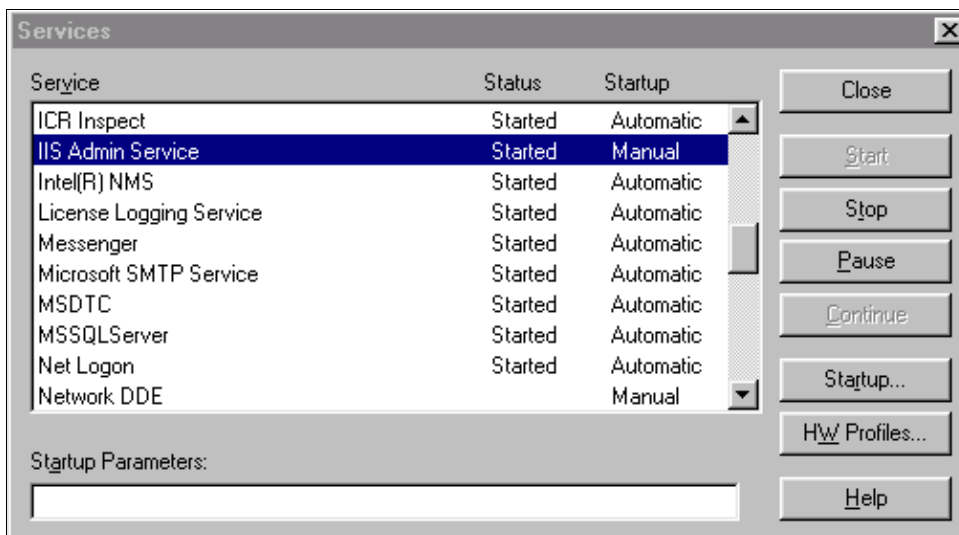 Services
Service Status Startup
ICR Inspect Started Automatic
IIS Admin Service Started Manual
Intel(R) NMS Started Automatic
License Logging Service Started Automatic
Messenger Started Automatic
Microsoft SMTP Service Started Automatic
MSDTC Started Automatic
MSSQLServer Started Automatic
Net Logon Started Automatic
Network DDE Manual
Startup Parameters:
Close
Start
Stop
Pause
Continue
Startup...
HW Profiles...
Help